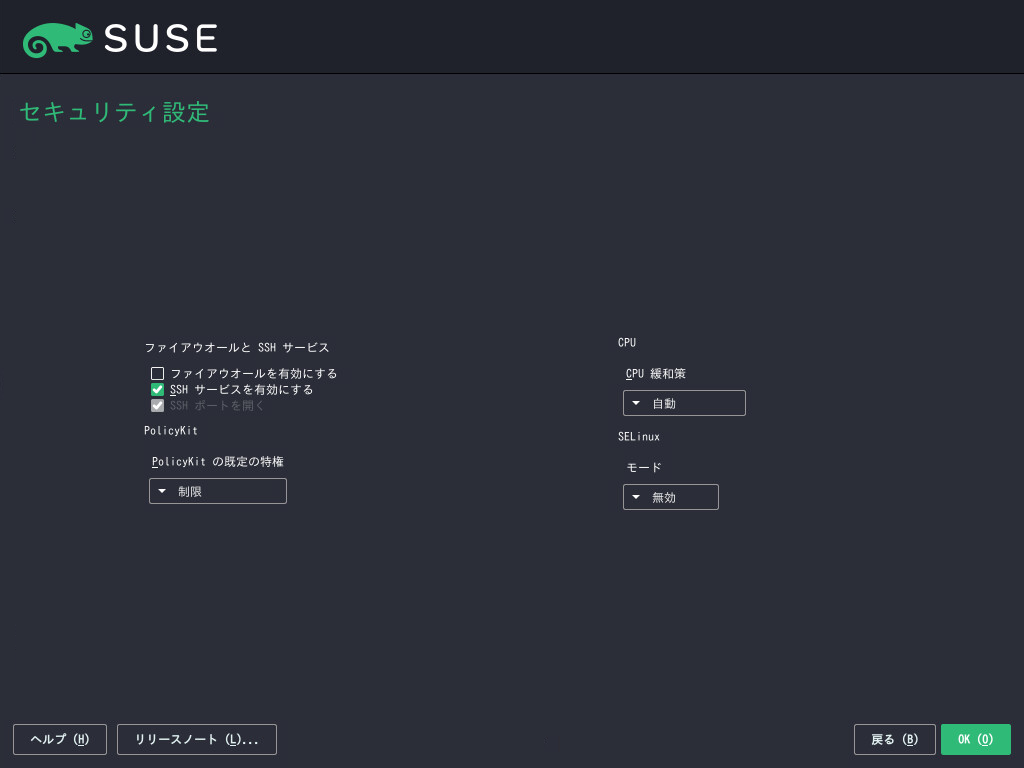 SUSE
セキュリティ設定
ファイアウオールと SSH サービス
ファイアウオールを有効にする
SSH サービスを有効にする
SSH ポートを開く
PolicyKit
PolicyKit の既定の特権
制限
CPU
CPU 緩和策
自動
SELinux
モード
無効
ヘルプ (H)
リリースノート (L)...
戻る (B)
OK (O)